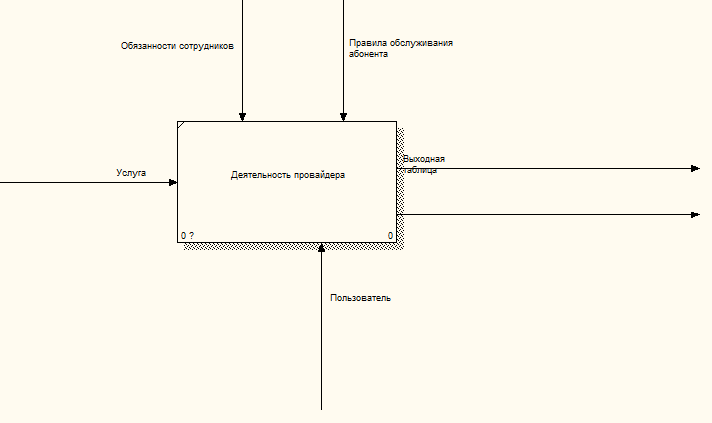 Обязанности сотрудников
Правила обслуживания
абонента
Услуга
Деятельность провайдера
Выходная
таблица
0 ?
0
Пользователь